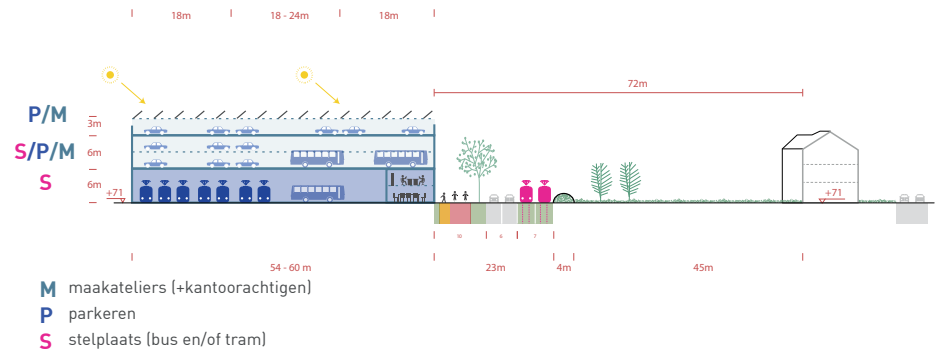 18m 18 - 24m 18m
72m
P/M
3m
S/P/M
6m
S
6m
+71
+71
10 6 7
54 - 60 m 23m 4m 45m
M maakateliers (+kantoorachtigen)
P parkeren
S stelplaats (bus en/of tram)